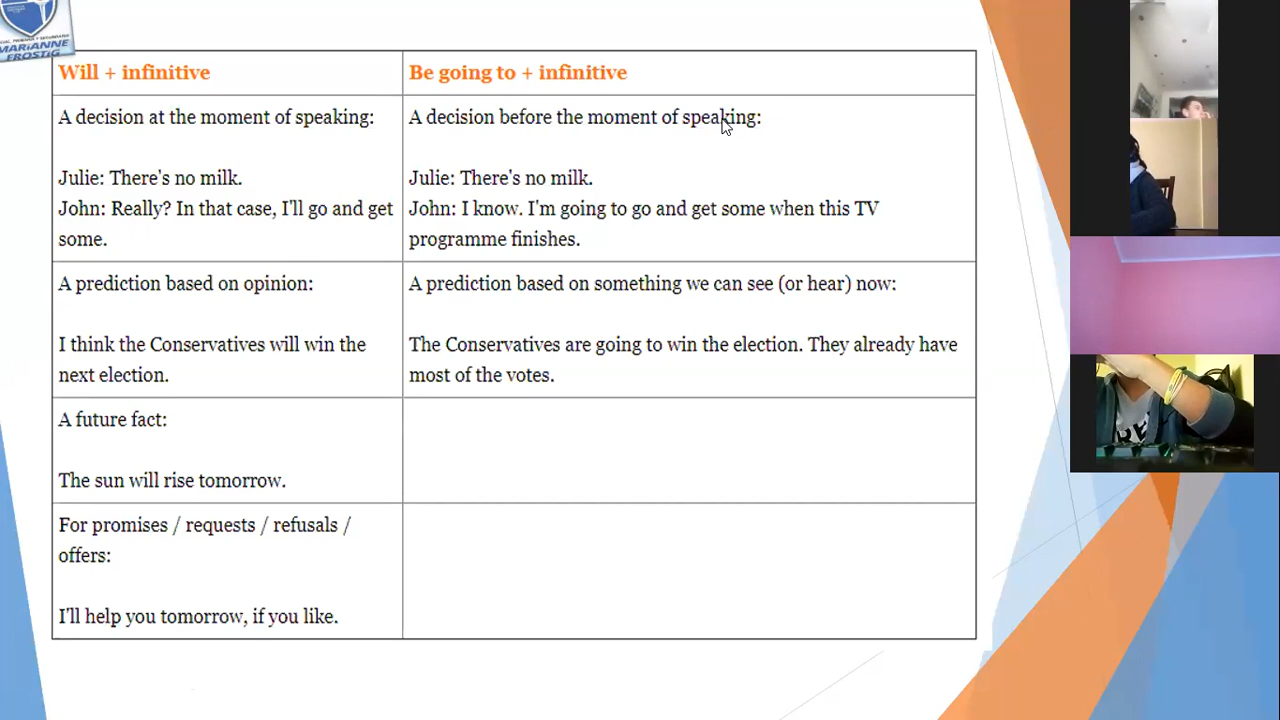 MARiANNE
FROSTiG
Will + infinitive
Be going to + infinitive
A decision at the moment of speaking:
Julie: There's no milk.
John: Really? In that case, I'll go and get
some.
A decision before the moment of speaking:
Julie: There's no milk.
John: I know. I'm going to go and get some when this TV
programme finishes.
A prediction based on opinion:
I think the Conservatives will win the
next election.
A prediction based on something we can see (or hear) now:
The Conservatives are going to win the election. They already have
most of the votes.
A future fact:
The sun will rise tomorrow.
For promises / requests / refusals /
offers:
I'll help you tomorrow, if you like.